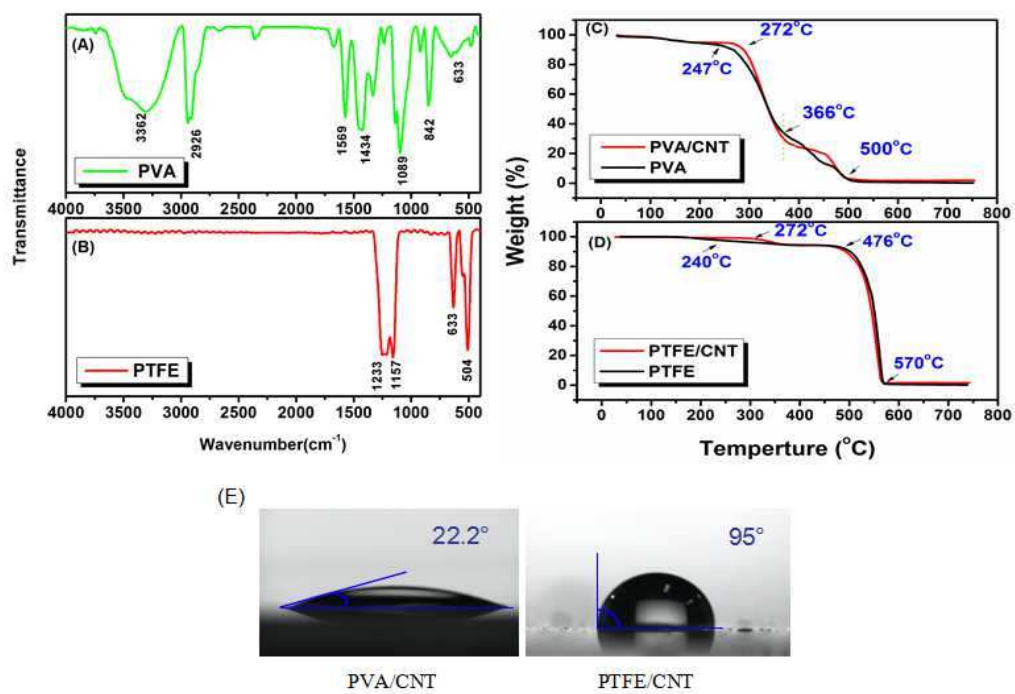 (A)
3362
2926
1569
1434
1089
842
633
PVA
4000 3500 3000 2500 2000 1500 1000 500
(B)
1233
1157
633
504
PTFE
4000 3500 3000 2500 2000 1500 1000 500
Transmittance
Wavenumber(cm⁻¹)
(C)
272°C
247°C
366°C
500°C
PVA/CNT
PVA
100
80
60
40
20
0
0 100 200 300 400 500 600 700 800
(D)
272°C
240°C
476°C
570°C
PTFE/CNT
PTFE
100
80
60
40
20
0
0 100 200 300 400 500 600 700 800
Weight (%)
Temperture (°C)
(E)
22.2°
95°
PVA/CNT
PTFE/CNT